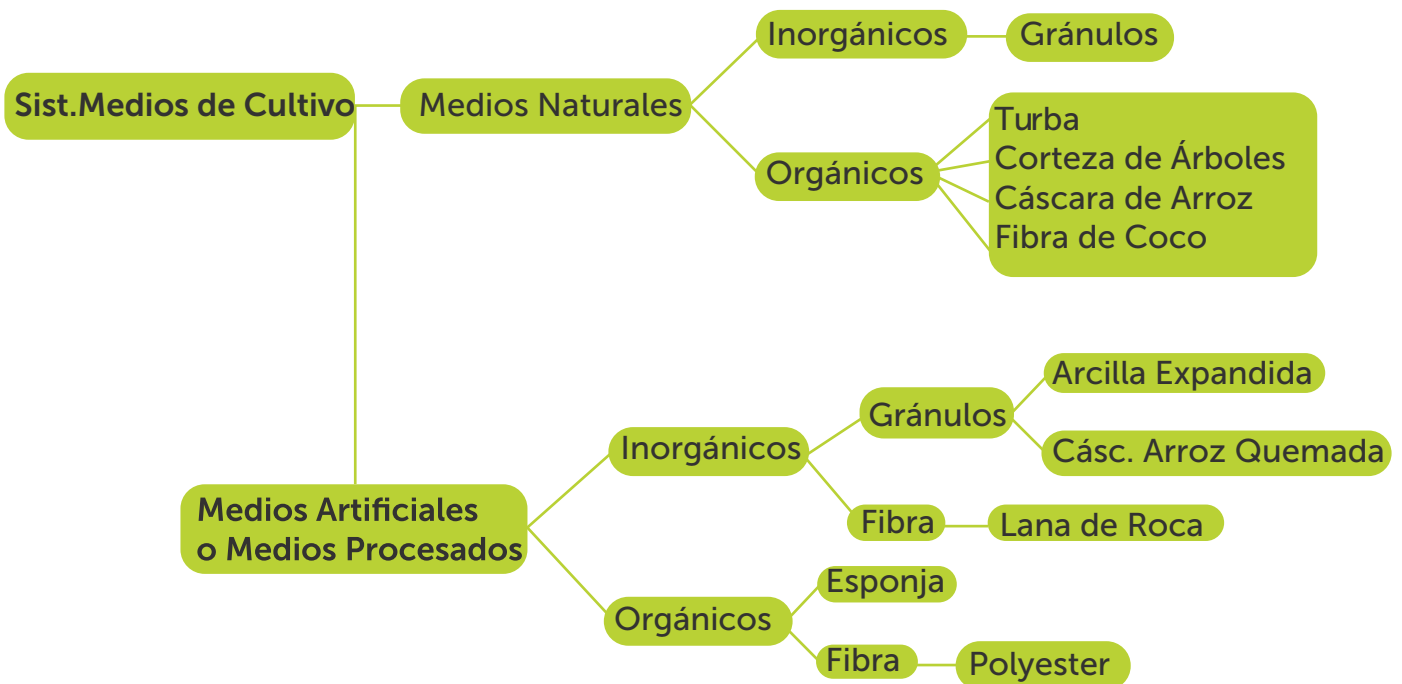 Inorgánicos
Gránulos
Sist.Medios de Cultivo
Medios Naturales
Turba
Corteza de Árboles
Cáscara de Arroz
Fibra de Coco
Orgánicos
Arcilla Expandida
Gránulos
Inorgánicos
Cásc. Arroz Quemada
Medios Artificiales
o Medios Procesados
Fibra
Lana de Roca
Esponja
Orgánicos
Fibra
Polyester